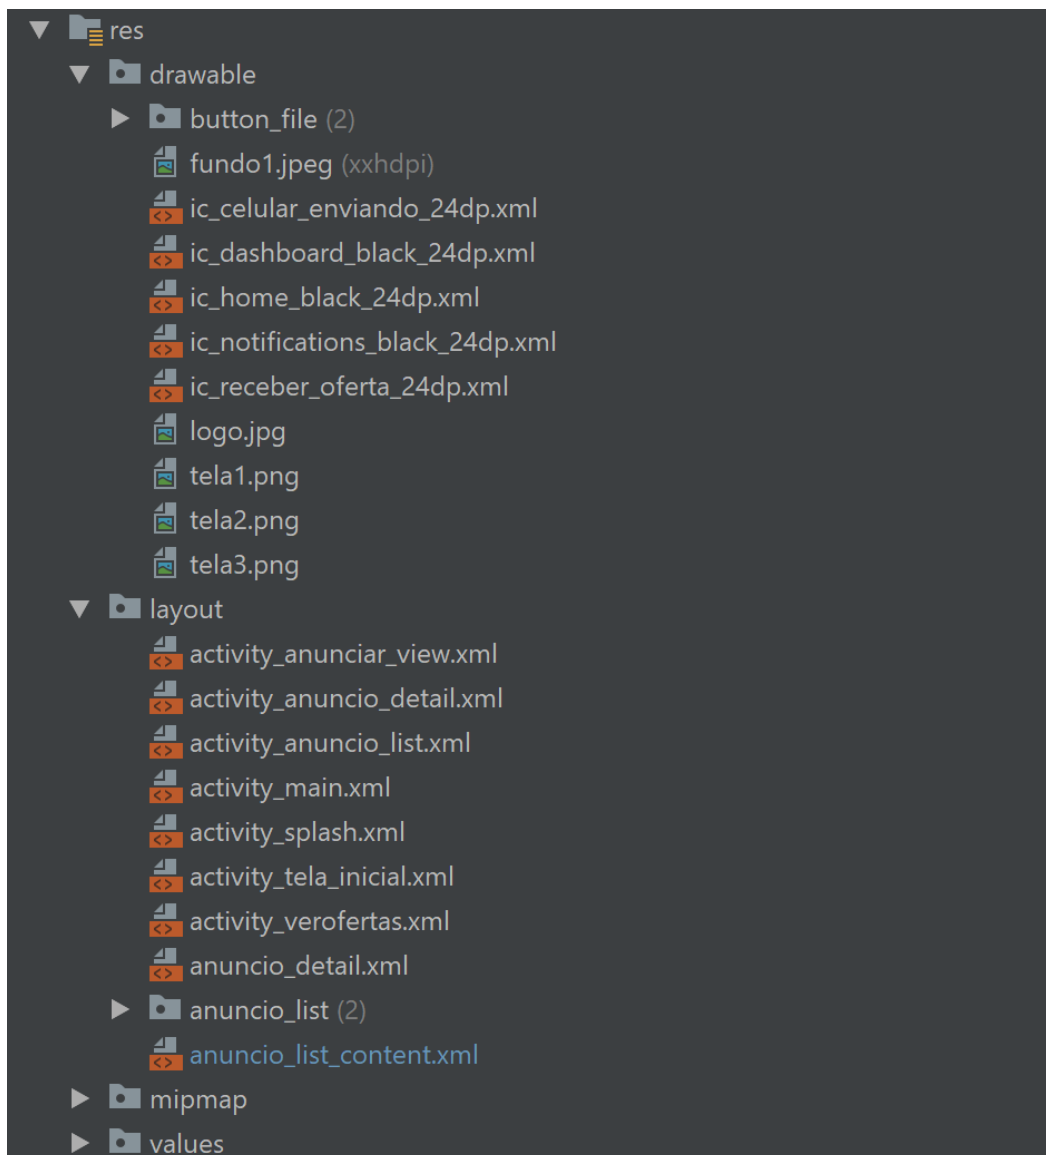 res
drawable
button_file (2)
fundo1.jpeg (xxhdpi)
ic_celular_enviando_24dp.xml
ic_dashboard_black_24dp.xml
ic_home_black_24dp.xml
ic_notifications_black_24dp.xml
ic_receber_oferta_24dp.xml
logo.jpg
tela1.png
tela2.png
tela3.png
layout
activity_anunciar_view.xml
activity_anuncio_detail.xml
activity_anuncio_list.xml
activity_main.xml
activity_splash.xml
activity_tela_inicial.xml
activity_verofertas.xml
anuncio_detail.xml
anuncio_list (2)
anuncio_list_content.xml
mipmap
values